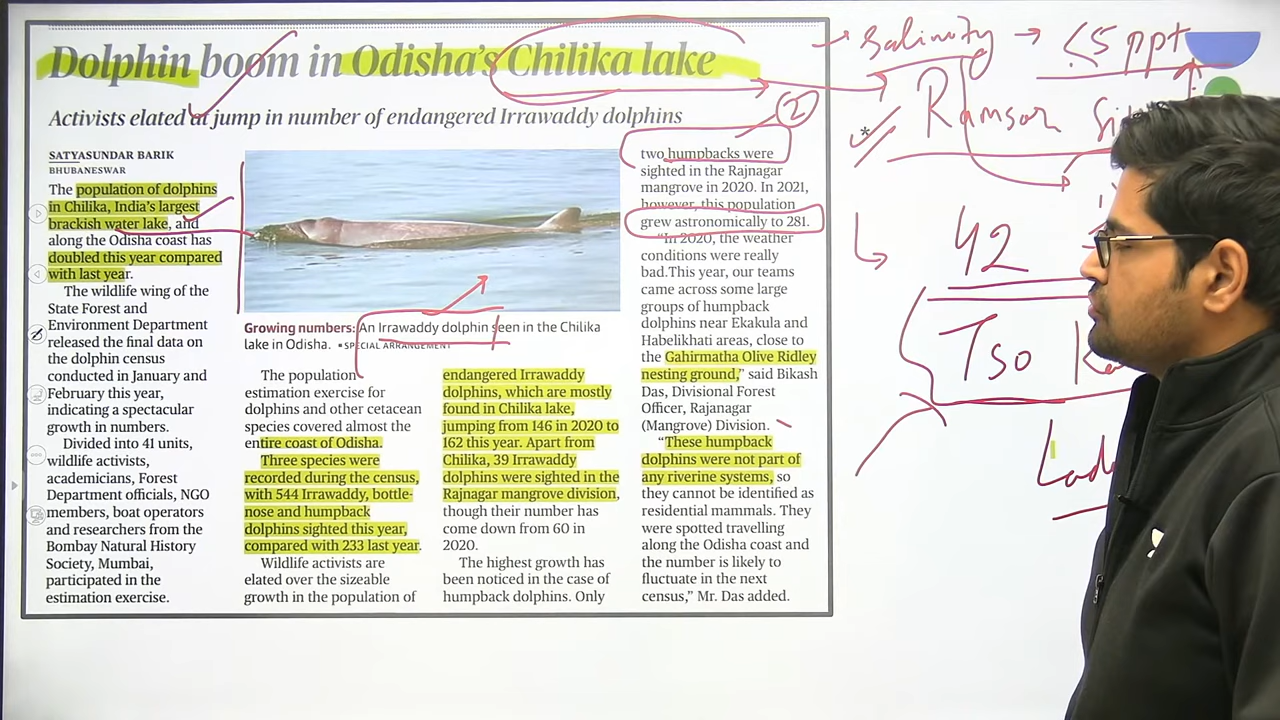 Dolphin boom in Odisha's Chilika lake
Activists elated at jump in number of endangered Irrawaddy dolphins
SATYASUNDAR BARIK
BHUBANESWAR
The population of dolphins
in Chilika, India's largest
brackish water lake, and
along the Odisha coast has
doubled this year compared
with last year.
The wildlife wing of the
State Forest and
Environment Department
released the final data on
the dolphin census
conducted in January and
February this year,
indicating a spectacular
growth in numbers.
Divided into 41 units,
wildlife activists,
academicians, Forest
Department officials, NGO
members, boat operators
and researchers from the
Bombay Natural History
Society, Mumbai,
participated in the
estimation exercise.
Growing numbers: An Irrawaddy dolphin seen in the Chilika
lake in Odisha. ▪SPECIAL ARRANGEMENT
The population
estimation exercise for
dolphins and other cetacean
species covered almost the
entire coast of Odisha.
Three species were
recorded during the census,
with 544 Irrawaddy, bottle-
nose and humpback
dolphins sighted this year,
compared with 233 last year.
Wildlife activists are
elated over the sizeable
growth in the population of
endangered Irrawaddy
dolphins, which are mostly
found in Chilika lake,
jumping from 146 in 2020 to
162 this year. Apart from
Chilika, 39 Irrawaddy
dolphins were sighted in the
Rajnagar mangrove division,
though their number has
come down from 60 in
2020.
The highest growth has
been noticed in the case of
humpback dolphins. Only
two humpbacks were
sighted in the Rajnagar
mangrove in 2020. In 2021,
however, this population
grew astronomically to 281.
"In 2020, the weather
conditions were really
bad.This year, our teams
came across some large
groups of humpback
dolphins near Ekakula and
Habelikhati areas, close to
the Gahirmatha Olive Ridley
nesting ground," said Bikash
Das, Divisional Forest
Officer, Rajanagar
(Mangrove) Division.
"These humpback
dolphins were not part of
any riverine systems, so
they cannot be identified as
residential mammals. They
were spotted travelling
along the Odisha coast and
the number is likely to
fluctuate in the next
census," Mr. Das added.
2
Salinity → <5 ppt
Ramsar
42
Tso